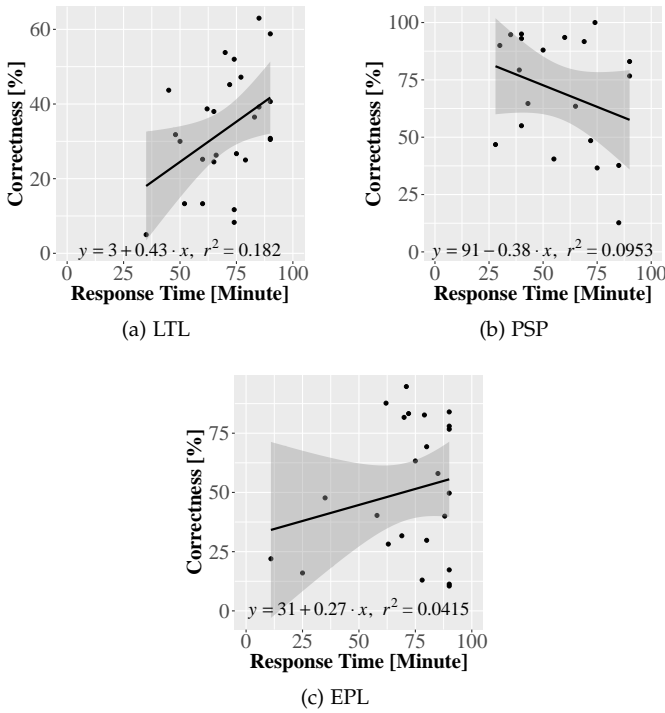 Correctness [%]
60
40
20
0
y = 3 + 0.43 · x, r² = 0.182
0 25 50 75 100
Response Time [Minute]
(a) LTL
Correctness [%]
100
75
50
25
0
y = 91 − 0.38 · x, r² = 0.0953
0 25 50 75 100
Response Time [Minute]
(b) PSP
Correctness [%]
75
50
25
0
y = 31 + 0.27 · x, r² = 0.0415
0 25 50 75 100
Response Time [Minute]
(c) EPL